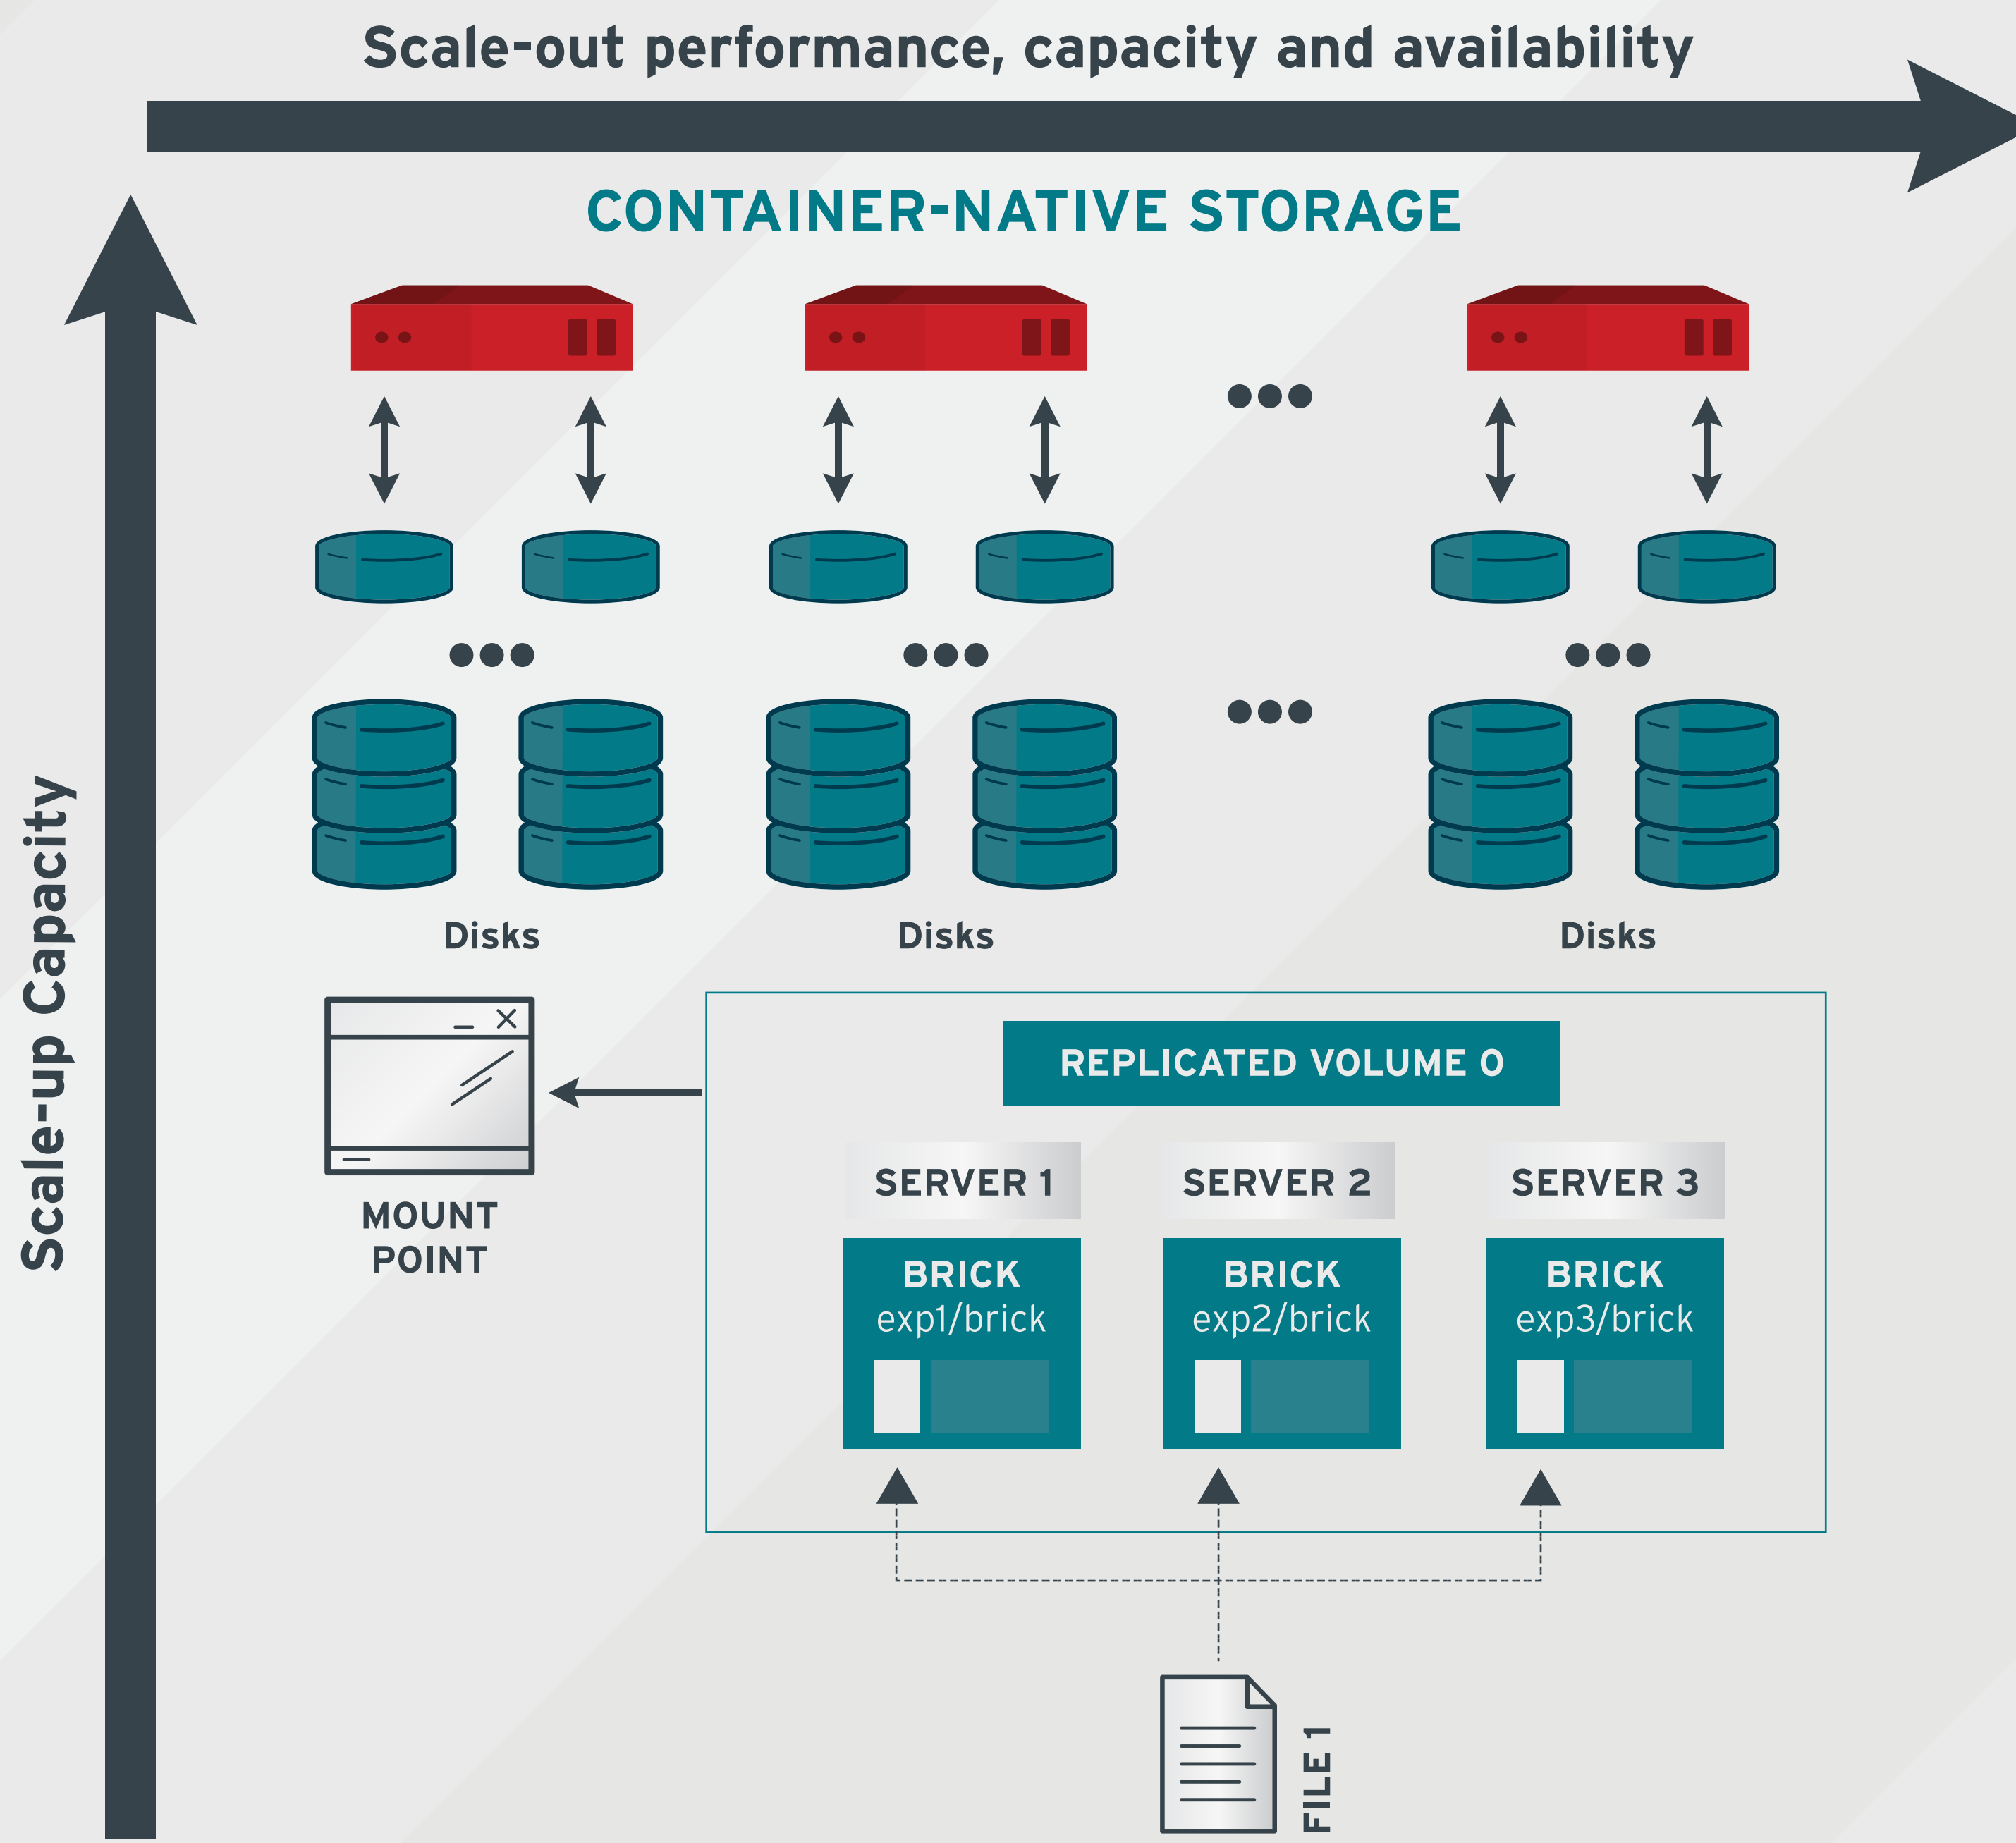 Scale-out performance, capacity and availability
CONTAINER-NATIVE STORAGE
Scale-up Capacity
Disks
Disks
Disks
MOUNT
POINT
REPLICATED VOLUME 0
SERVER 1
SERVER 2
SERVE 3
BRICK
exp1/brick
BRICK
exp2/brick
BRICK
exp3/brick
FILE 1